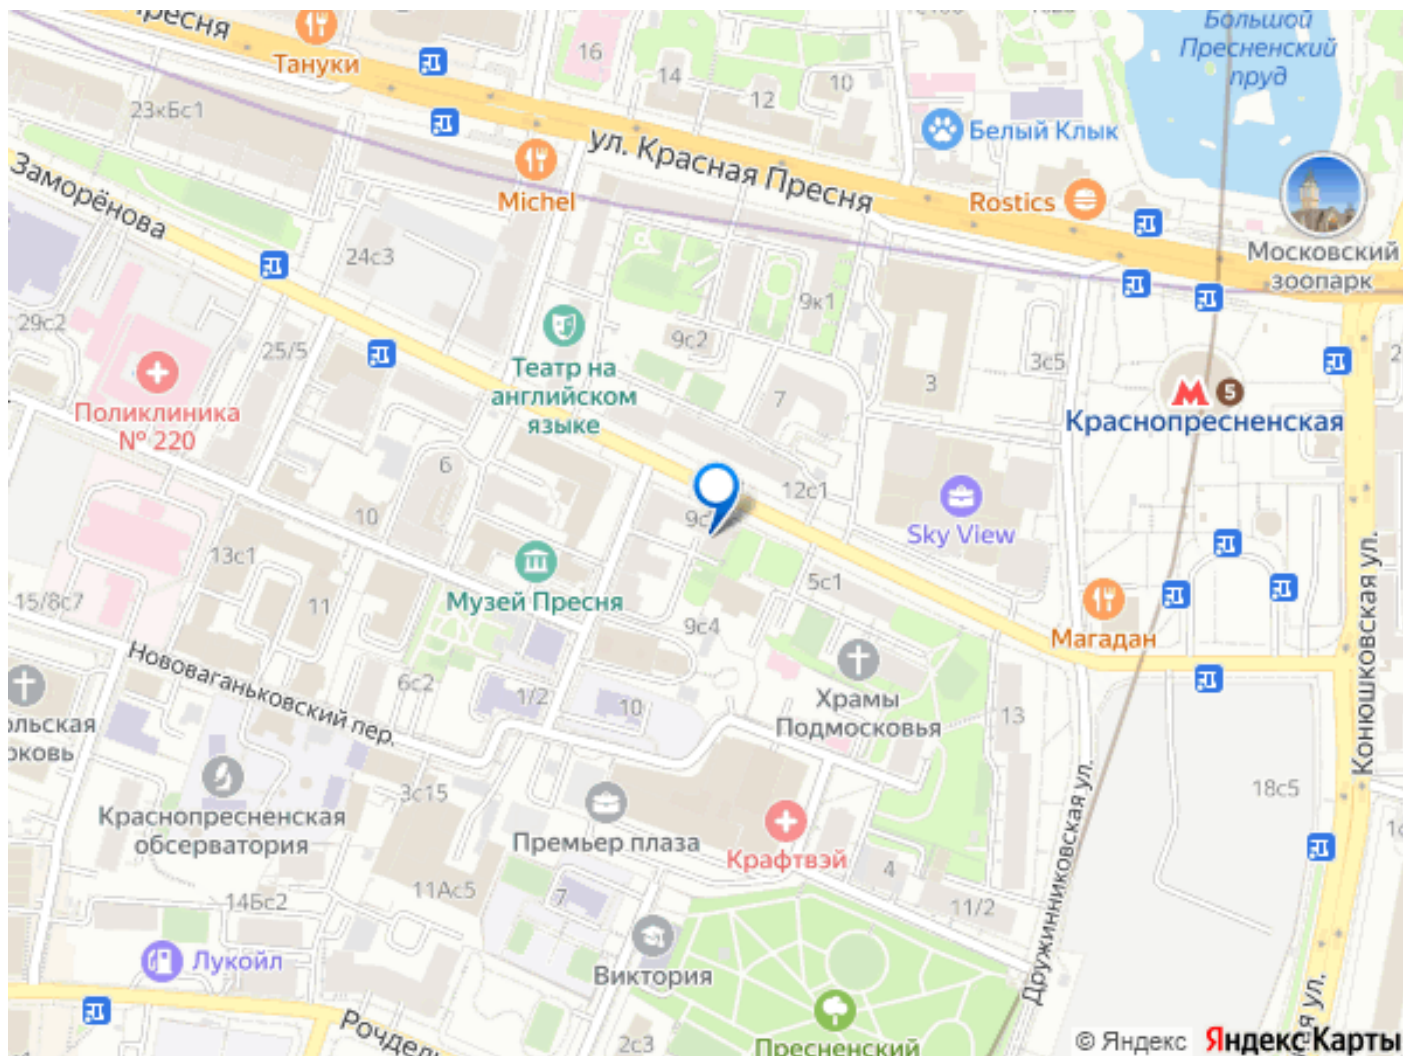 Пресня
Тануки
16
14
12
10
Большой
Пресненский
пруд
23кБс1
Белый Клык
ул. Красная Пресня
Michel
Rostics
Заморёнова
24с3
Московский
зоопарк
9к1
29с2
25/5
9с2
3с5
Театр на
английском
языке
3
7
5
Краснопресненская
Поликлиника
№ 220
6
12с1
10
Sky View
13с1
5с1
Музей Пресня
15/8с7
11
9с4
Магадан
Конюшковская ул.
Нововаганьковский пер.
6с2
1/2
10
Храмы
Подмосковья
13
3с15
18с5
Краснопресненская
обсерватория
Премьер плаза
Крафтвэй
Дружинниковская ул.
14Бс2
11Ас5
7
4
11/2
Лукойл
Виктория
2с3
Пресненский
© Яндекс
Яндекс Карты